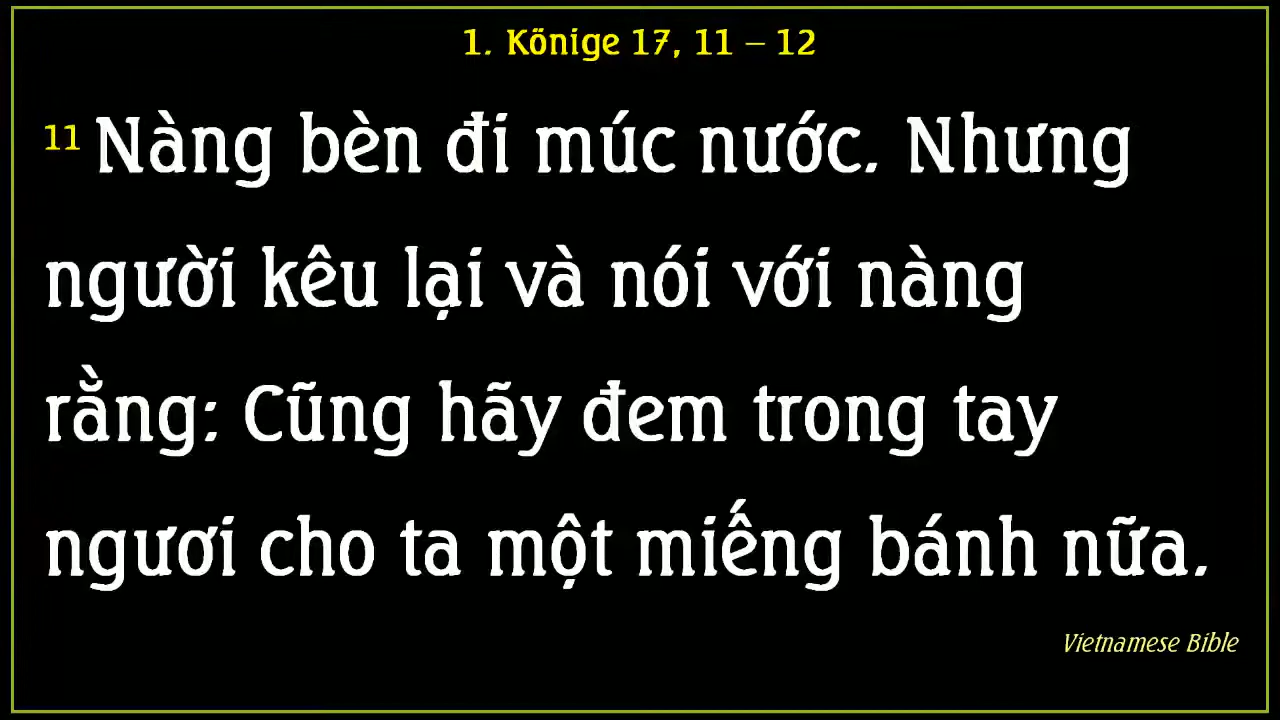 1. Könige 17, 11 – 12
11 Nàng bèn đi múc nước. Nhưng
người kêu lại và nói với nàng
rằng: Cũng hãy đem trong tay
ngươi cho ta một miếng bánh nữa.
Vietnamese Bible